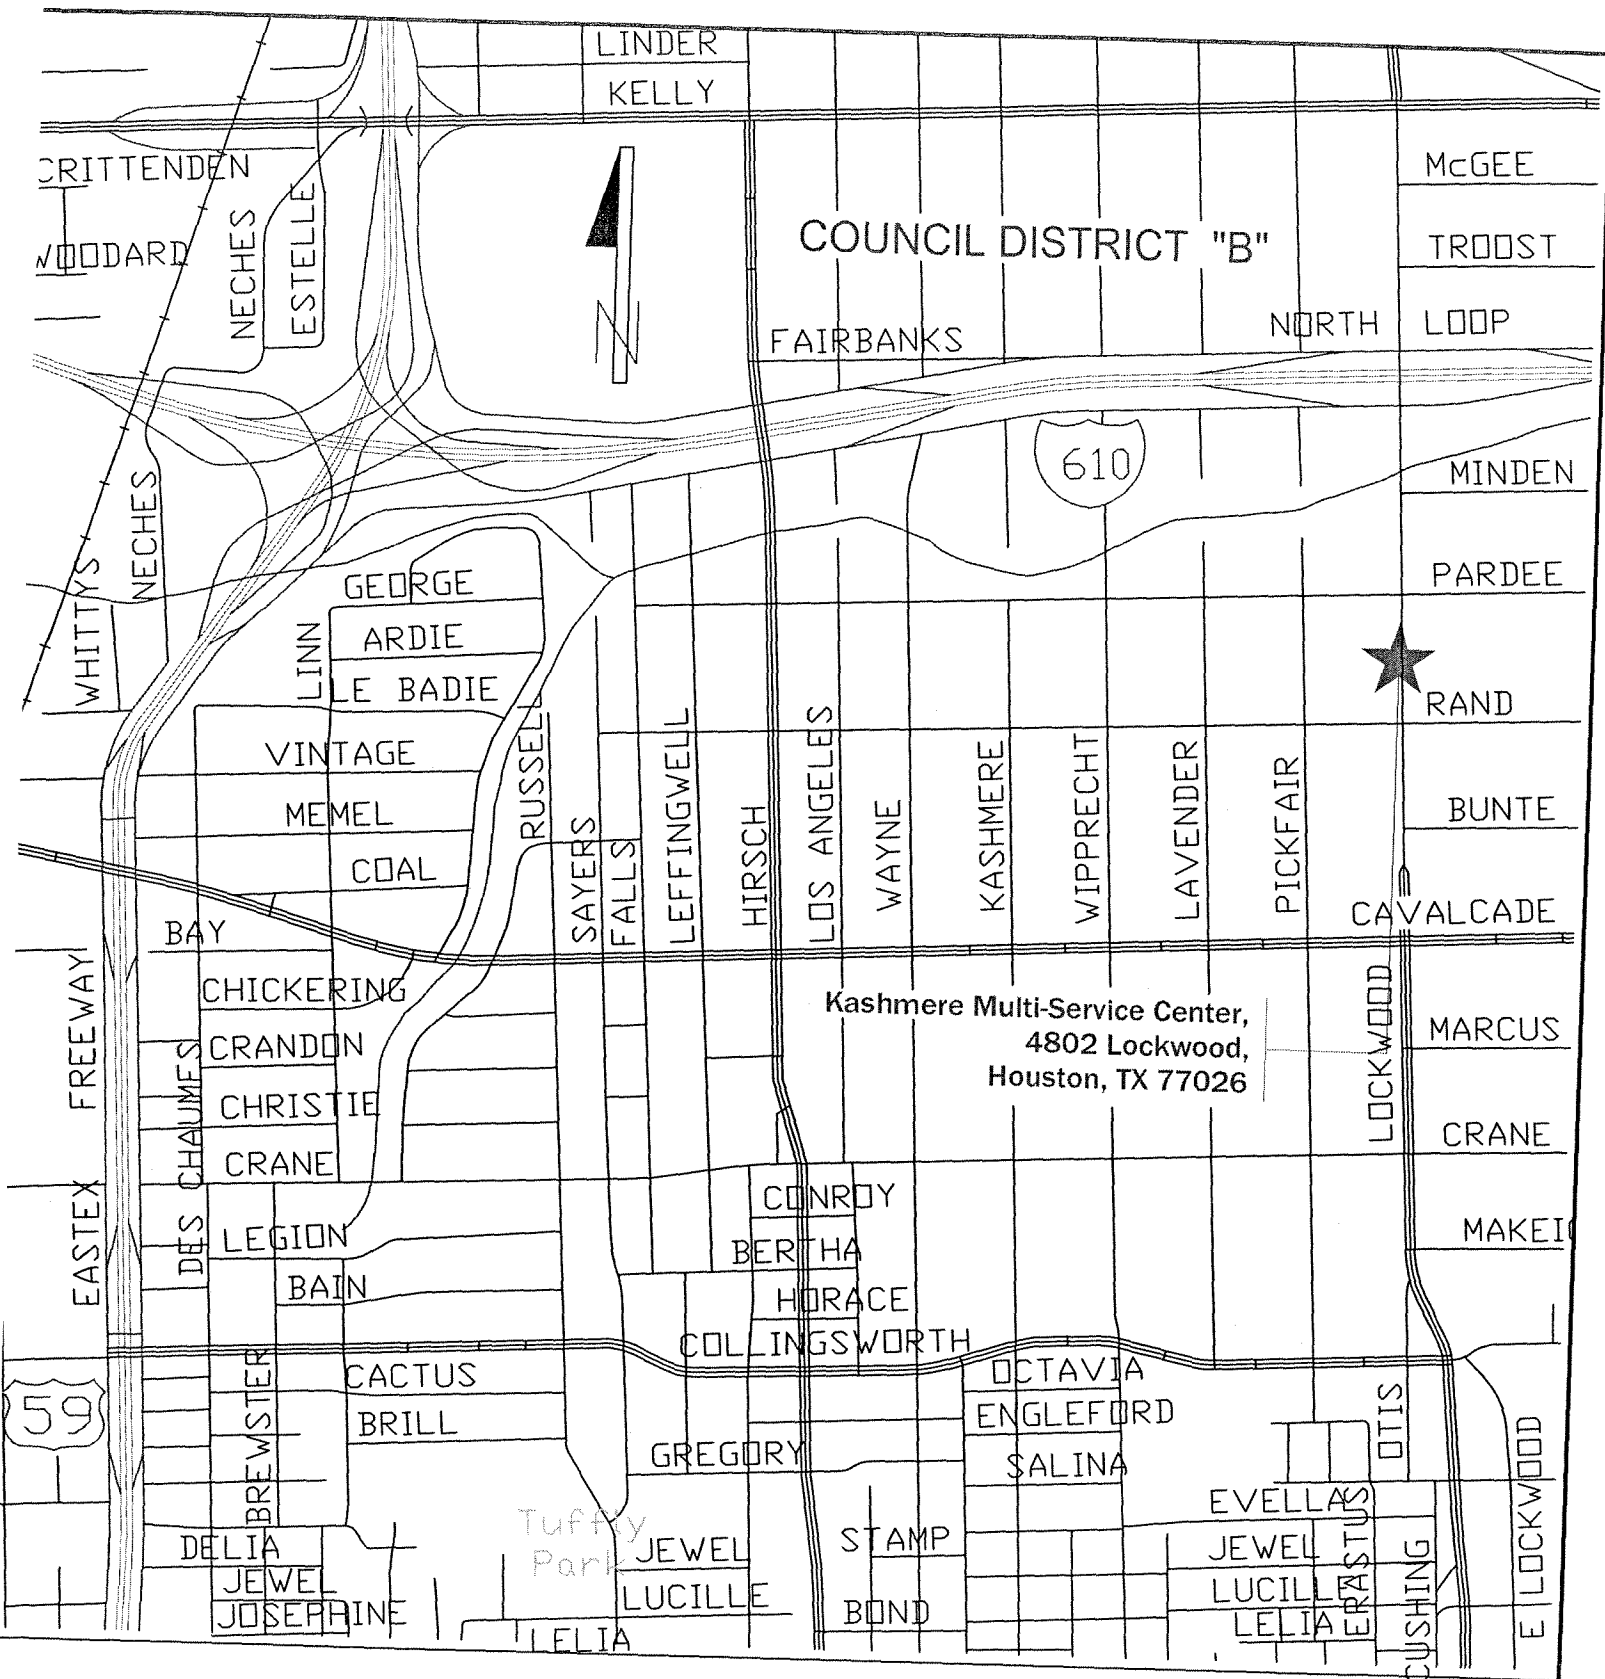 LINDER
KELLY
CRITTENDEN
McGEE
NECHES
ESTELLE
WOODARD
COUNCIL DISTRICT "B"
TROOST
N
FAIRBANKS
NORTH LOOP
610
MINDEN
NECHES
WHITTYS
GEORGE
PARDEE
LINN
ARDIE
LE BADIE
RAND
VINTAGE
RUSSELL
MEMEL
BUNTE
COAL
SAYERS
FALLS
LEFFINGWELL
HIRSCH
LOS ANGELES
WAYNE
KASHMERE
WIPPRECHT
LAVENDER
PICKFAIR
CAVALCADE
BAY
CHICKERING
Kashmere Multi-Service Center,
4802 Lockwood,
Houston, TX 77026
LOCKWOOD
MARCUS
EASTEX FREEWAY
DES CHAUMES
CRANDON
CHRISTIE
CRANE
CRANE
CONROY
LEGION
BERTHA
MAKEI
BAIN
HORACE
COLLINGSWORTH
CACTUS
OCTAVIA
59
BREWSTER
BRILL
ENGLEFORD
OTIS
GREGORY
SALINA
E LOCKWOOD
EVELLA
ERASTUS
Tuffly
Park
DELIA
JEWEL
STAMP
JEWEL
CUSHING
JEWEL
LUCILLE
LUCILLE
JOSEPHINE
BOND
LELIA
LELIA